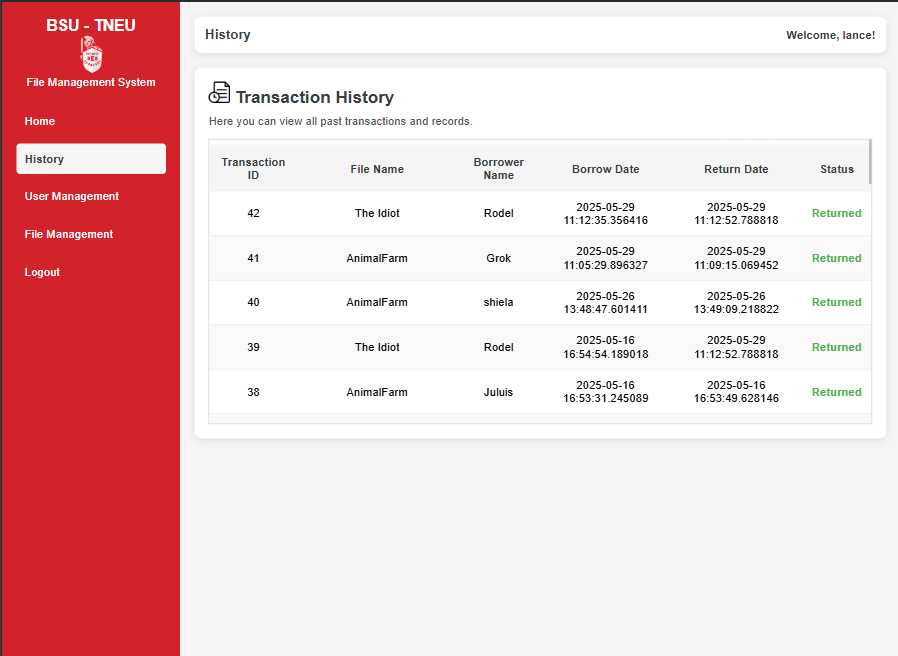 BSU - TNEU
File Management System
Home
History
User Management
File Management
Logout
History
Welcome, lance!
Transaction History
Here you can view all past transactions and records.
Transaction ID File Name Borrower Name Borrow Date Return Date Status
42 The Idiot Rodel 2025-05-29 11:12:35.356416 2025-05-29 11:12:52.788818 Returned
41 AnimalFarm Grok 2025-05-29 11:05:29.896327 2025-05-29 11:09:15.069452 Returned
40 AnimalFarm shiela 2025-05-26 13:48:47.601411 2025-05-26 13:49:09.218822 Returned
39 The Idiot Rodel 2025-05-16 16:54:54.189018 2025-05-29 11:12:52.788818 Returned
38 AnimalFarm Juluis 2025-05-16 16:53:31.245089 2025-05-16 16:53:49.628146 Returned